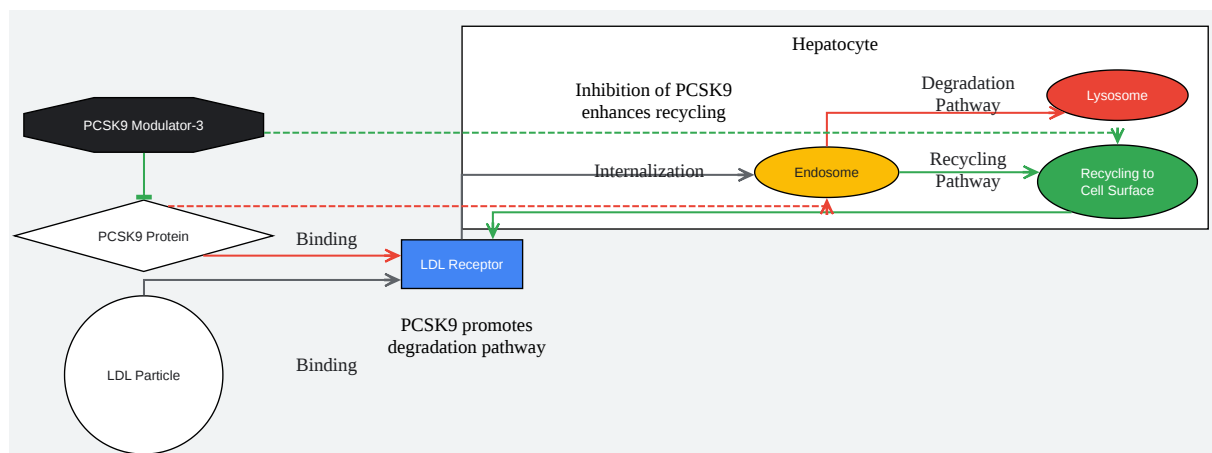 Hepatocyte
Inhibition of PCSK9
enhances recycling
Degradation
Pathway
Lysosome
PCSK9 Modulator-3
Internalization
Endosome
Recycling
Pathway
Recycling to
Cell Surface
PCSK9 Protein
Binding
LDL Receptor
PCSK9 promotes
degradation pathway
Binding
LDL Particle